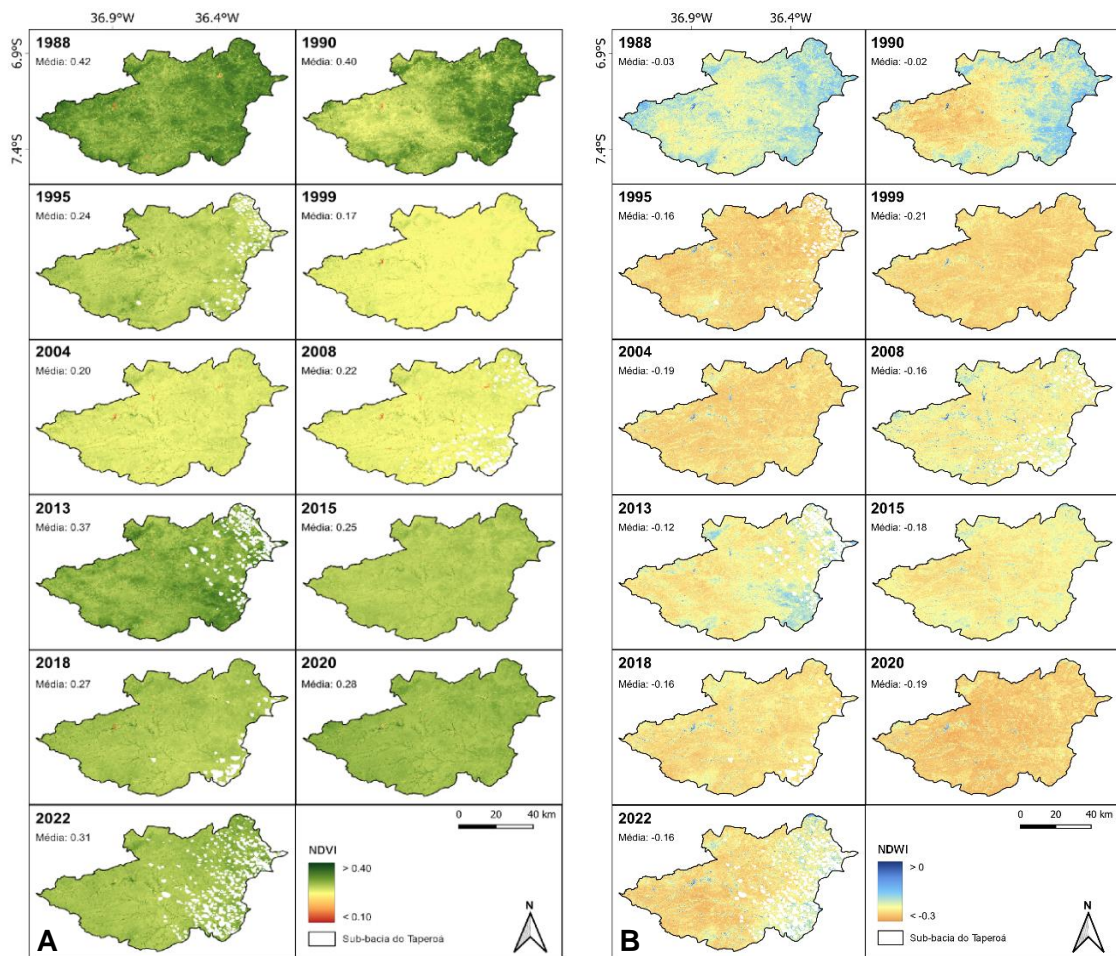 36.9°W 36.4°W
6.9°S
7.4°S
1988
Média: 0.42
1990
Média: 0.40
1995
Média: 0.24
1999
Média: 0.17
2004
Média: 0.20
2008
Média: 0.22
2013
Média: 0.37
2015
Média: 0.25
2018
Média: 0.27
2020
Média: 0.28
2022
Média: 0.31
0 20 40 km
NDVI
> 0.40
< 0.10
Sub-bacia do Taperoá
N
A
36.9°W 36.4°W
6.9°S
7.4°S
1988
Média: -0.03
1990
Média: -0.02
1995
Média: -0.16
1999
Média: -0.21
2004
Média: -0.19
2008
Média: -0.16
2013
Média: -0.12
2015
Média: -0.18
2018
Média: -0.16
2020
Média: -0.19
2022
Média: -0.16
0 20 40 km
NDWI
> 0
< -0.3
Sub-bacia do Taperoá
N
B